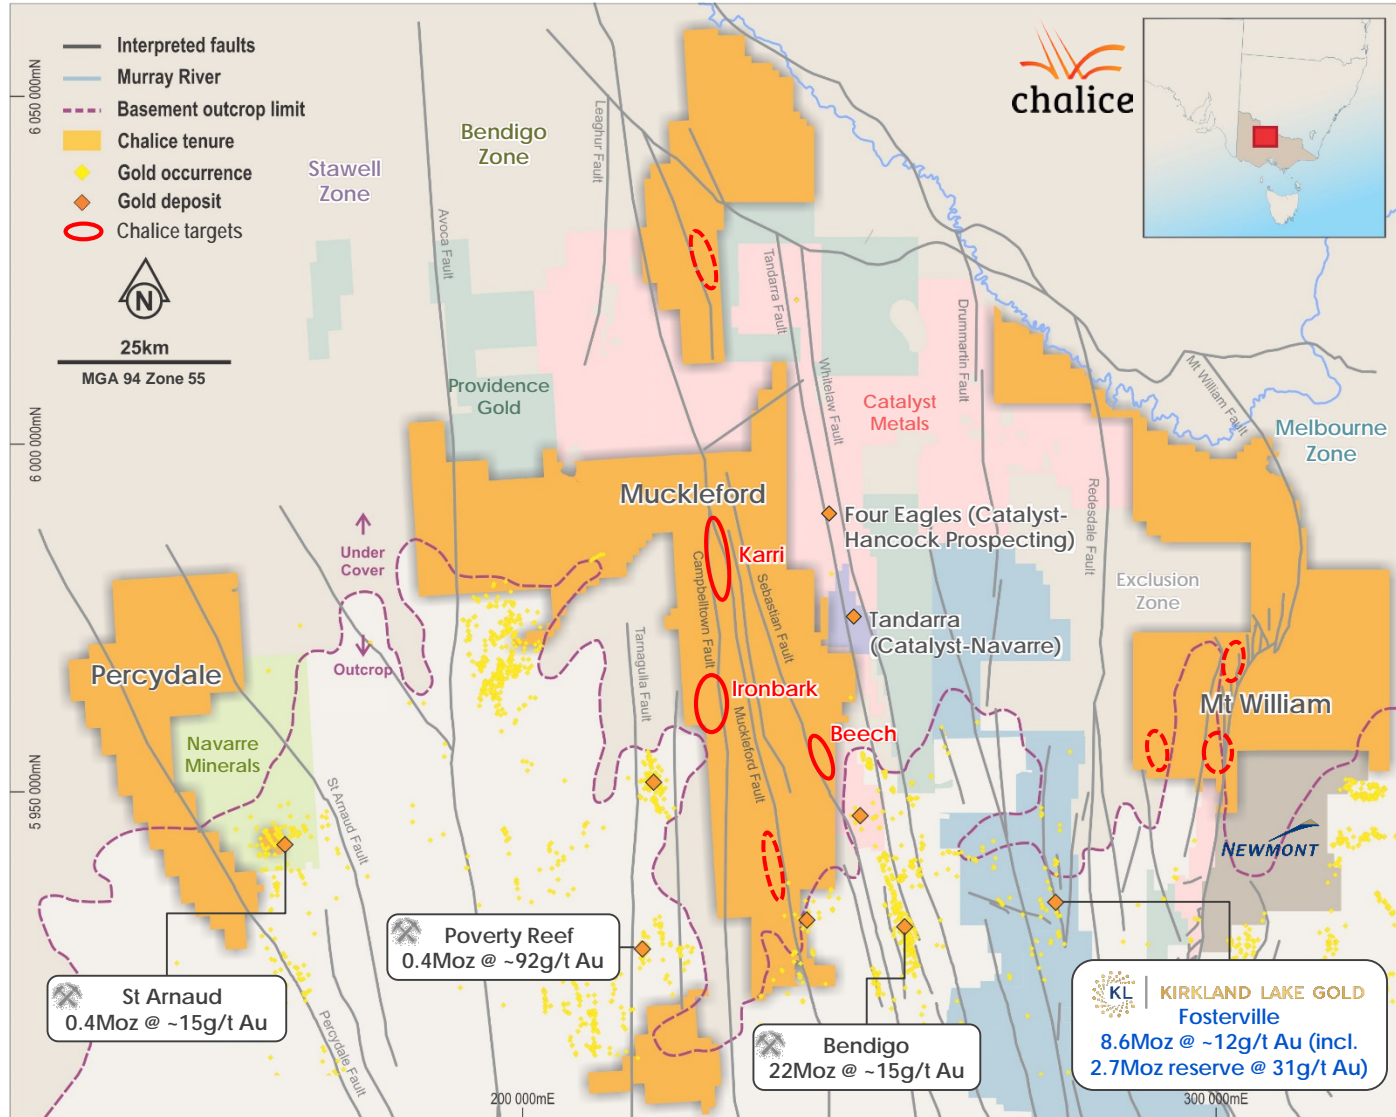 Interpreted faults
Murray River
Basement outcrop limit
Chalice tenure
Gold occurrence
Gold deposit
Chalice targets
N
25km
MGA 94 Zone 55
chalice
6 050 000mN
6 000 000mN
5 950 000mN
200 000mE
300 000mE
Stawell
Zone
Bendigo
Zone
Melbourne
Zone
Leaghur Fault
Avoca Fault
Tandarra Fault
Whitelaw Fault
Drummartin Fault
Mt William Fault
Redesdale Fault
Providence
Gold
Catalyst
Metals
Muckleford
Four Eagles (Catalyst-
Hancock Prospecting)
Karri
Campbelltown Fault
Sebastian Fault
Under
Cover
Outcrop
Exclusion
Zone
Tandarra
(Catalyst-Navarre)
Percydale
Tarnagulla Fault
Ironbark
Muckleford Fault
Beech
Mt William
Navarre
Minerals
St Arnaud Fault
NEWMONT
Percydale Fault
St Arnaud
0.4Moz @ ~15g/t Au
Poverty Reef
0.4Moz @ ~92g/t Au
Bendigo
22Moz @ ~15g/t Au
KL KIRKLAND LAKE GOLD
Fosterville
8.6Moz @ ~12g/t Au (incl.
2.7Moz reserve @ 31g/t Au)